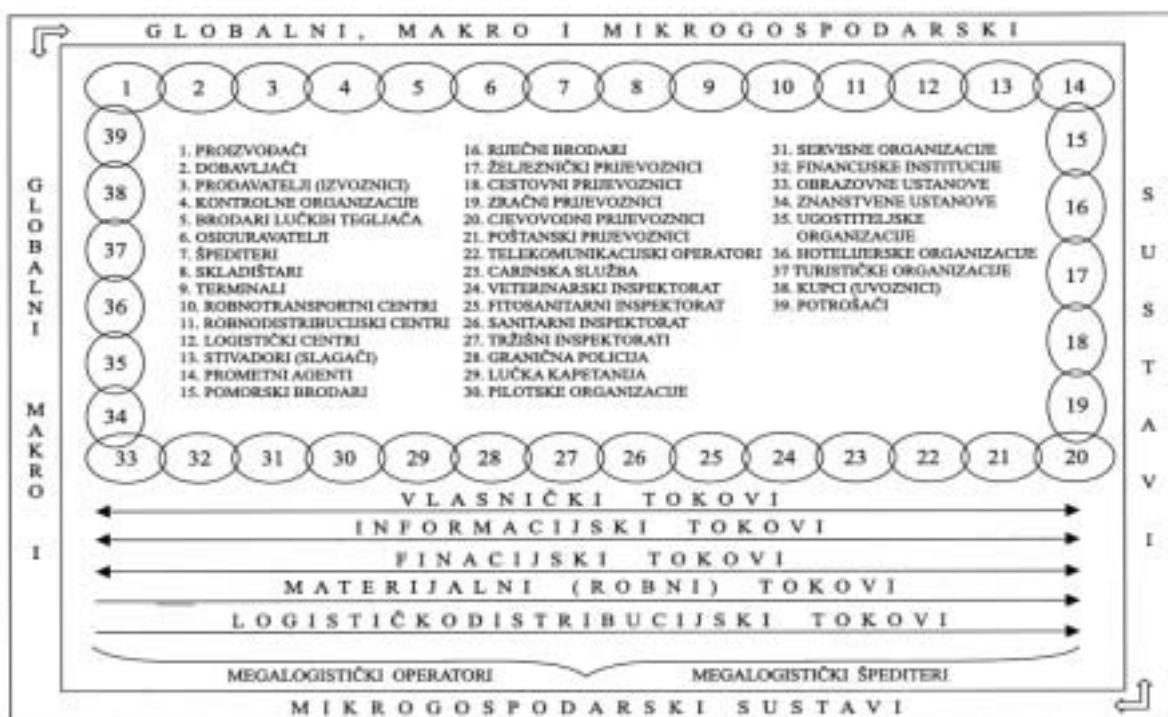 GLOBALNI, MAKRO I MIKROGOSPODARSKI
1 2 3 4 5 6 7 8 9 10 11 12 13 14
39
38
37
36
35
34
GLOBALNI MAKRO I
1. PROIZVOĐAČI
2. DOBAVLJAČI
3. PRODAVATELJI (IZVOZNICI)
4. KONTROLNE ORGANIZACIJE
5. BRODARI LUČKIH TEGLJAČA
6. OSIGURAVATELJI
7. ŠPEDITERI
8. SKLADIŠTARI
9. TERMINALI
10. ROBNOTRANSPORTNI CENTRI
11. ROBNODISTRIBUCIJSKI CENTRI
12. LOGISTIČKI CENTRI
13. STIVADORI (SLAGAČI)
14. PROMETNI AGENTI
15. POMORSKI BRODARI
16. RIJEČNI BRODARI
17. ŽELJEZNIČKI PRIJEVOZNICI
18. CESTOVNI PRIJEVOZNICI
19. ZRAČNI PRIJEVOZNICI
20. CJEVOVODNI PRIJEVOZNICI
21. POŠTANSKI PRIJEVOZNICI
22. TELEKOMUNIKACIJSKI OPERATORI
23. CARINSKA SLUŽBA
24. VETERINARSKI INSPEKTORAT
25. FITOSANITARNI INSPEKTORAT
26. SANITARNI INSPEKTORAT
27. TRŽIŠNI INSPEKTORATI
28. GRANIČNA POLICIJA
29. LUČKA KAPETANIJA
30. PILOTSKE ORGANIZACIJE
31. SERVISNE ORGANIZACIJE
32. FINANCIJSKE INSTITUCIJE
33. OBRAZOVNE USTANOVE
34. ZNANSTVENE USTANOVE
35. UGOSTITELJSKE
ORGANIZACIJE
36. HOTELIJERSKE ORGANIZACIJE
37 TURISTIČKE ORGANIZACIJE
38. KUPCI (UVOZNICI)
39. POTROŠAČI
15
16
17
18
19
SUSTAVI
33 32 31 30 29 28 27 26 25 24 23 22 21 20
VLASNIČKI TOKOVI
INFORMACIJSKI TOKOVI
FINACIJSKI TOKOVI
MATERIJALNI (ROBNI) TOKOVI
LOGISTIČKODISTRIBUCIJSKI TOKOVI
MEGALOGISTIČKI OPERATORI MEGALOGISTIČKI ŠPEDITERI
MIKROGOSPODARSKI SUSTAVI